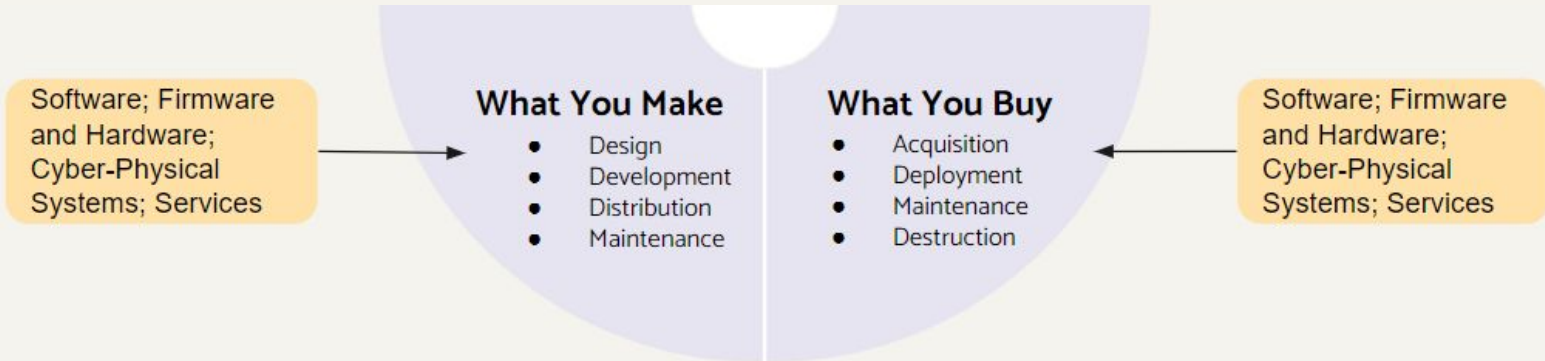 Software; Firmware
and Hardware;
Cyber-Physical
Systems; Services
What You Make
● Design
● Development
● Distribution
● Maintenance
What You Buy
● Acquisition
● Deployment
● Maintenance
● Destruction
Software; Firmware
and Hardware;
Cyber-Physical
Systems; Services